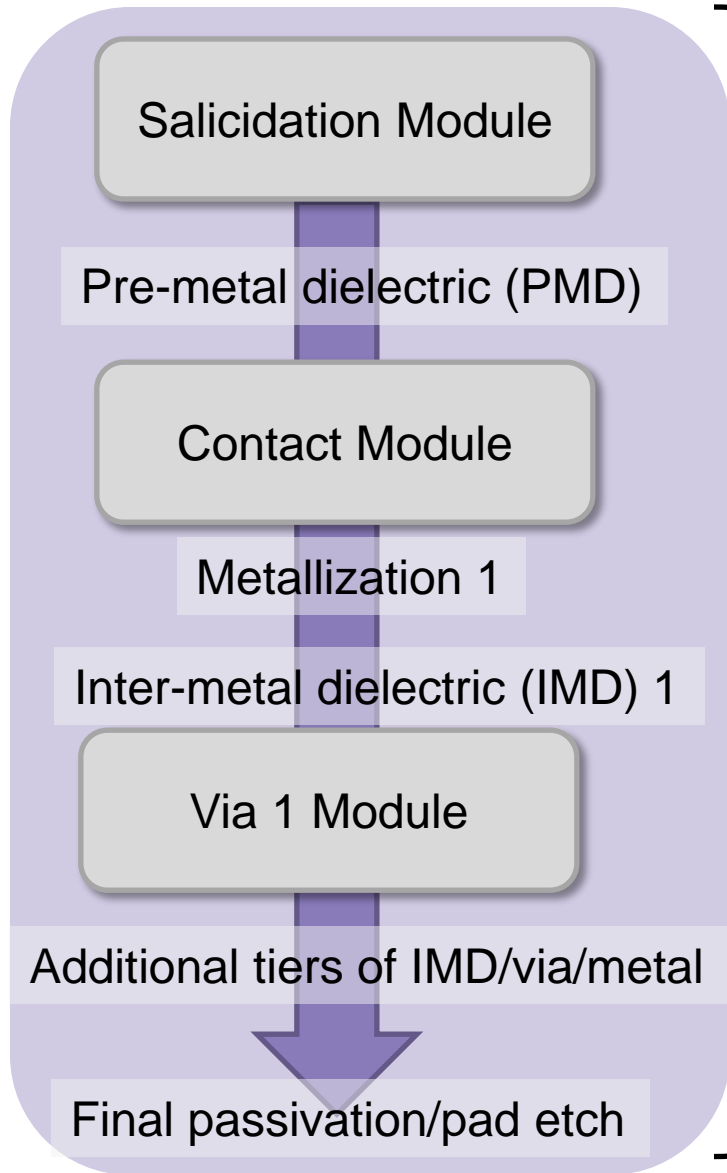 Salicidation Module
Pre-metal dielectric (PMD)
Contact Module
Metallization 1
Inter-metal dielectric (IMD) 1
Via 1 Module
Additional tiers of IMD/via/metal
Final passivation/pad etch